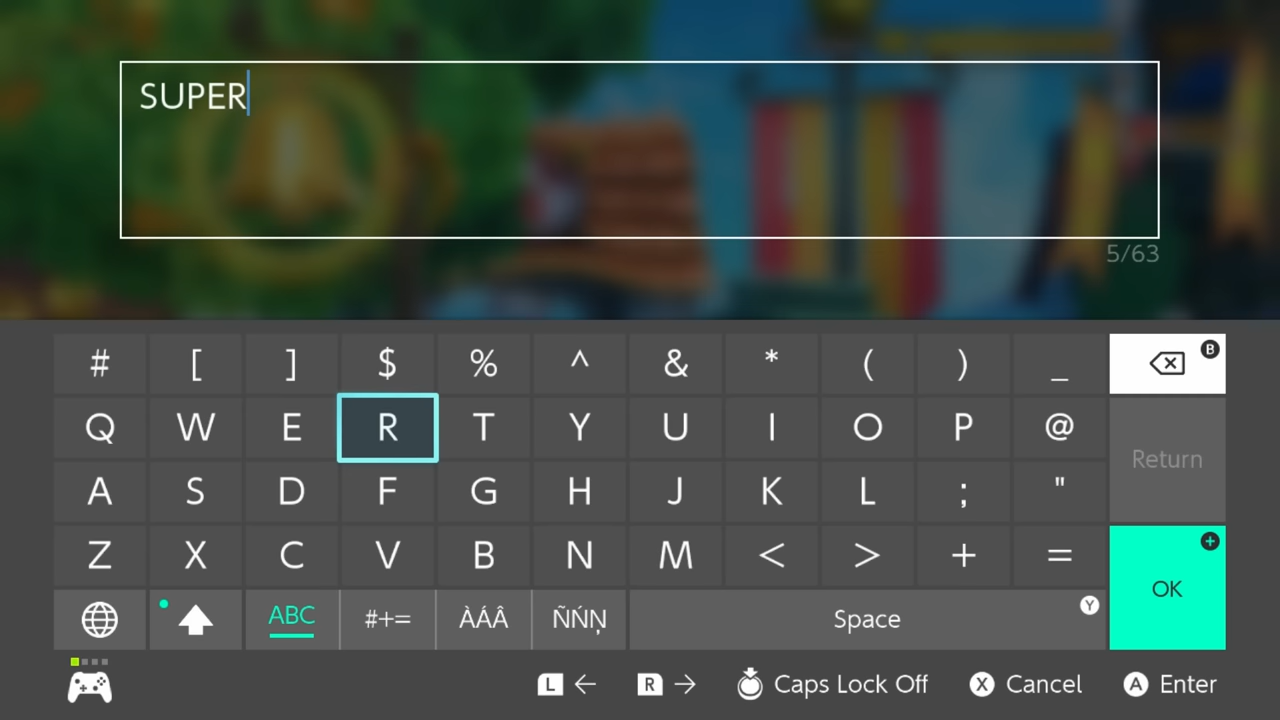 SUPER
5/63
# [ ] $ % ^ & * ( ) _ B
Q W E R T Y U I O P @
Return
A S D F G H J K L ; "
Z X C V B N M < > + =
+
OK
ABC #+= ÀÁÂ ÑŃŅ Space Y
L ← R → Caps Lock Off X Cancel A Enter